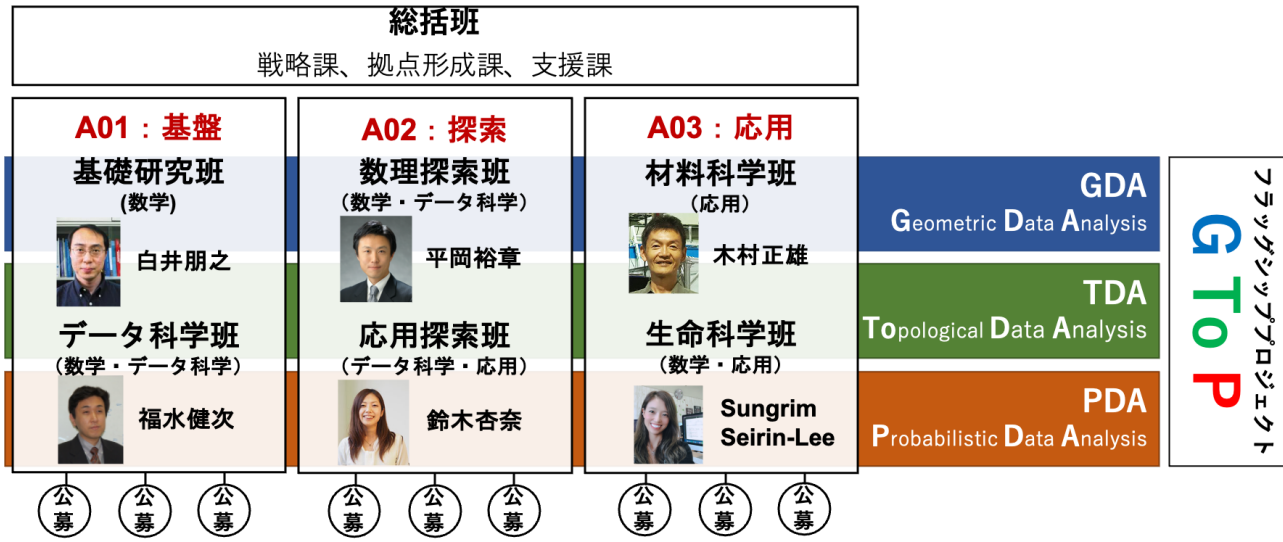 総括班
戦略課、拠点形成課、支援課
A01：基盤
基礎研究班
(数学)
白井朋之
データ科学班
(数学・データ科学)
福水健次
A02：探索
数理探索班
(数学・データ科学)
平岡裕章
応用探索班
(データ科学・応用)
鈴木杏奈
A03：応用
材料科学班
(応用)
木村正雄
生命科学班
(数学・応用)
Sungrim
Seirin-Lee
GDA
Geometric Data Analysis
TDA
Topological Data Analysis
PDA
Probabilistic Data Analysis
フラッグシッププロジェクト
G To P
公募
公募
公募
公募
公募
公募
公募
公募
公募